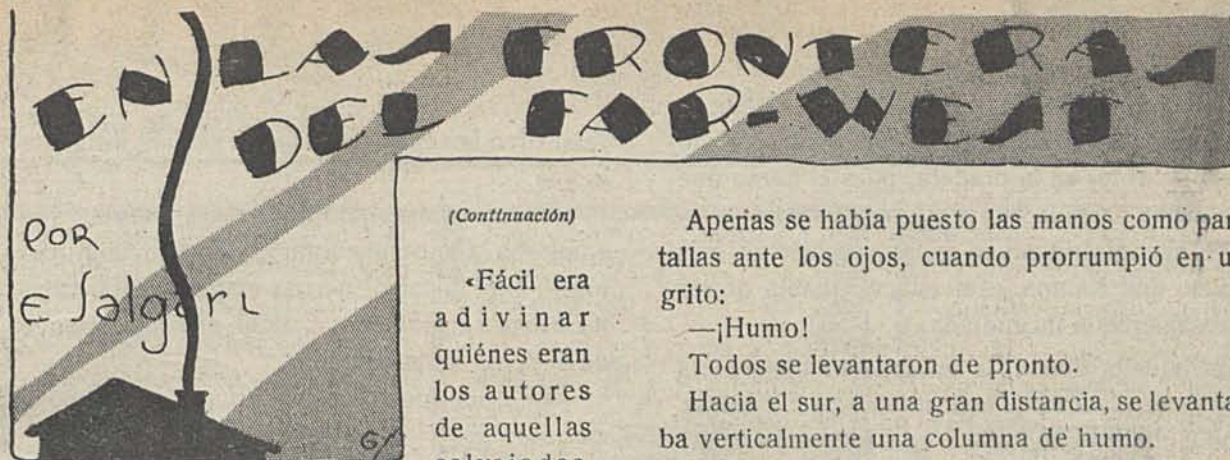 EN LAS FRONTERAS
DEL FAR-WEST
POR
E Salgari
(Continuación)
«Fácil era
adivinar
quiénes eran
los autores
de aquellas
Apenas se había puesto las manos como
tallas ante los ojos, cuando prorrumpió en
grito:
—¡Humo!
Todos se levantaron de pronto.
Hacia el sur, a una gran distancia, se levanta
ba verticalmente una columna de humo.